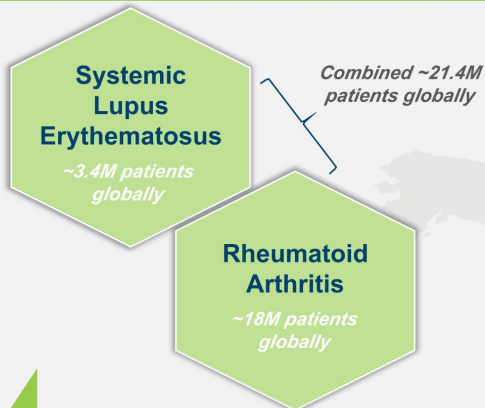 Systemic
Lupus
Erythematosus
~3.4M patients
globally
Combined ~21.4M
patients globally
Rheumatoid
Arthritis
~18M patients
globally